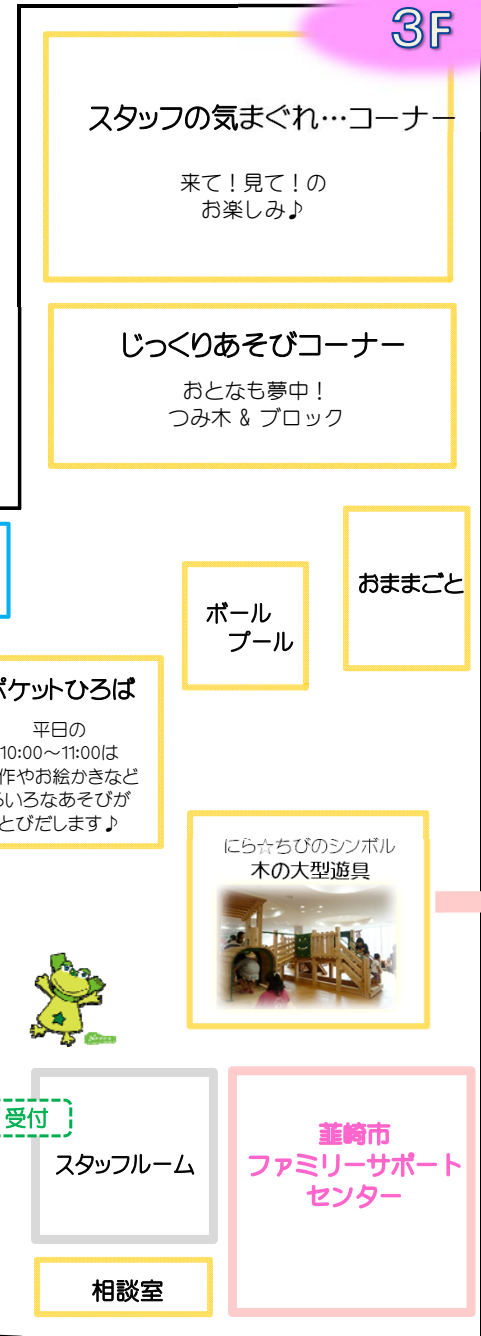 3F
スタッフの気まぐれ…コーナー
来て！見て！の
お楽しみ♪
じっくりあそびコーナー
おとなも夢中！
つみ木 & ブロック
おままごと
ボール
プール
ポケットひろば
平日の
10:00～11:00は
作やお絵かきなど
いろなあそびが
とびだします♪
にら☆ちびのシンボル
木の大型遊具
受付
スタッフルーム
韮崎市
ファミリーサポート
センター
相談室